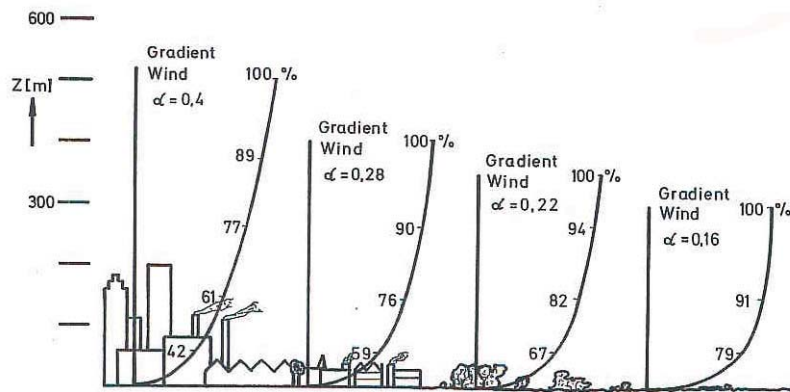 600
Z [m]
300
Gradient
Wind
α = 0,4
100 %
89
77
61
42
Gradient
Wind
α = 0,28
100 %
90
76
59
Gradient
Wind
α = 0,22
100 %
94
82
67
Gradient
Wind
α = 0,16
100 %
91
79